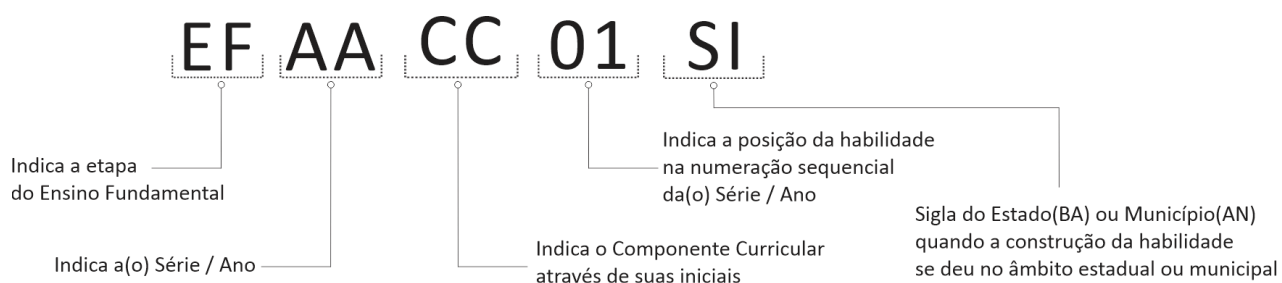 EF AA CC 01 SI
Indica a etapa
do Ensino Fundamental
Indica a(o) Série / Ano
Indica o Componente Curricular
através de suas iniciais
Indica a posição da habilidade
na numeração sequencial
da(o) Série / Ano
Sigla do Estado(BA) ou Município(AN)
quando a construção da habilidade
se deu no âmbito estadual ou municipal